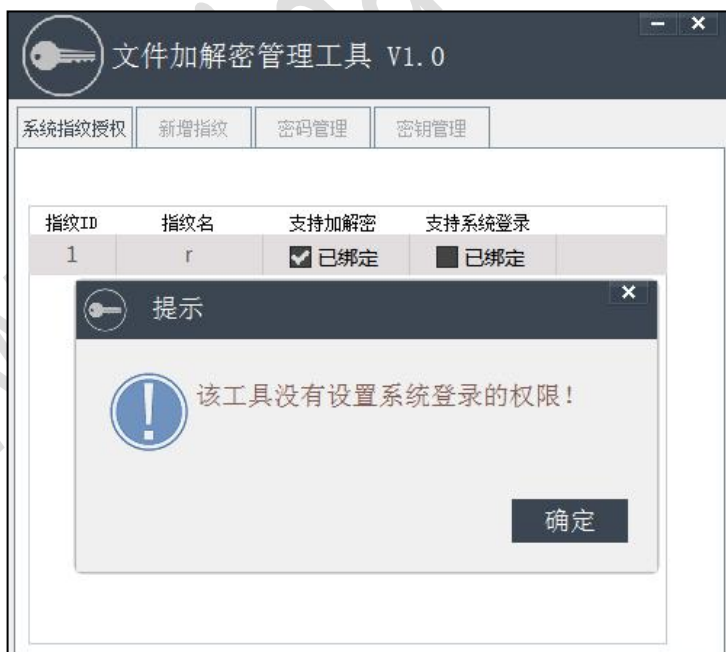 文件加解密管理工具 V1.0
系统指纹授权 新增指纹 密码管理 密钥管理
指纹ID 指纹名 支持加解密 支持系统登录
1 r 已绑定 已绑定
提示
该工具没有设置系统登录的权限！
确定